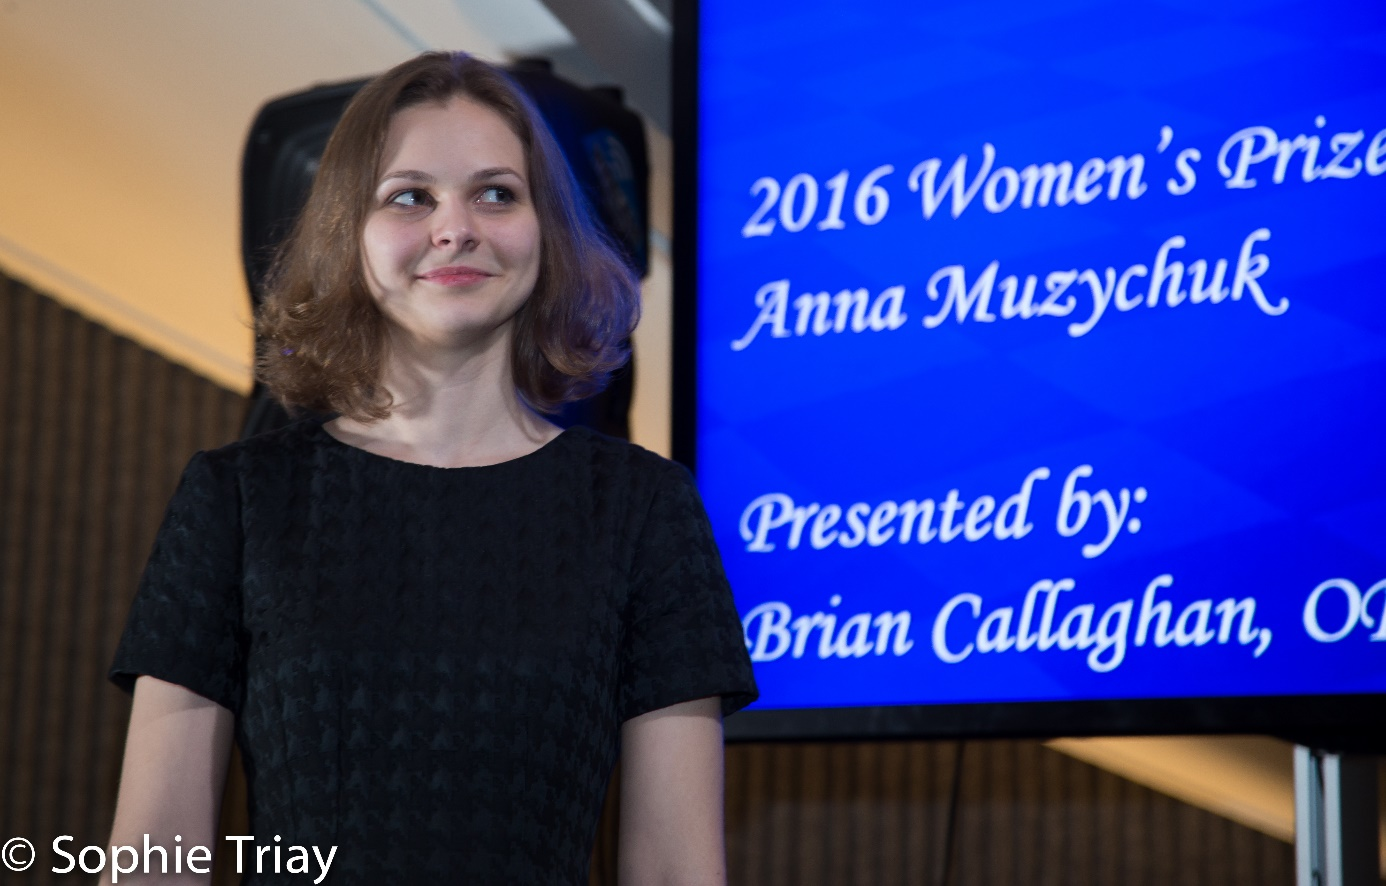 2016 Women's Prize
Anna Muzychuk
Presented by:
Brian Callaghan,
© Sophie Triay